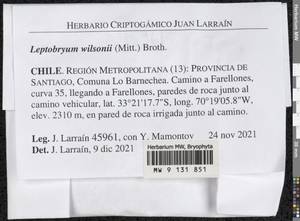 HERBARIO CRIPTOGÁMICO JUAN LARRAÍN
Leptobryum wilsonii (Mitt.) Broth.
CHILE. REGIÓN METROPOLITANA (13): PROVINCIA DE
SANTIAGO, Comuna Lo Barnechea. Camino a Farellones,
curva 35, llegando a Farellones, paredes de roca junto al
camino vehicular, lat. 33°21'17.7"S, long. 70°19'05.8"W,
elev. 2310 m, en pared de roca irrigada junto al camino.
Leg. J. Larraín 45961, con Y. Mamontov 24 nov 2021
Det. J. Larraín, 9 dic 2021
Herbarium MW, Bryophyta
MW 9 131 851